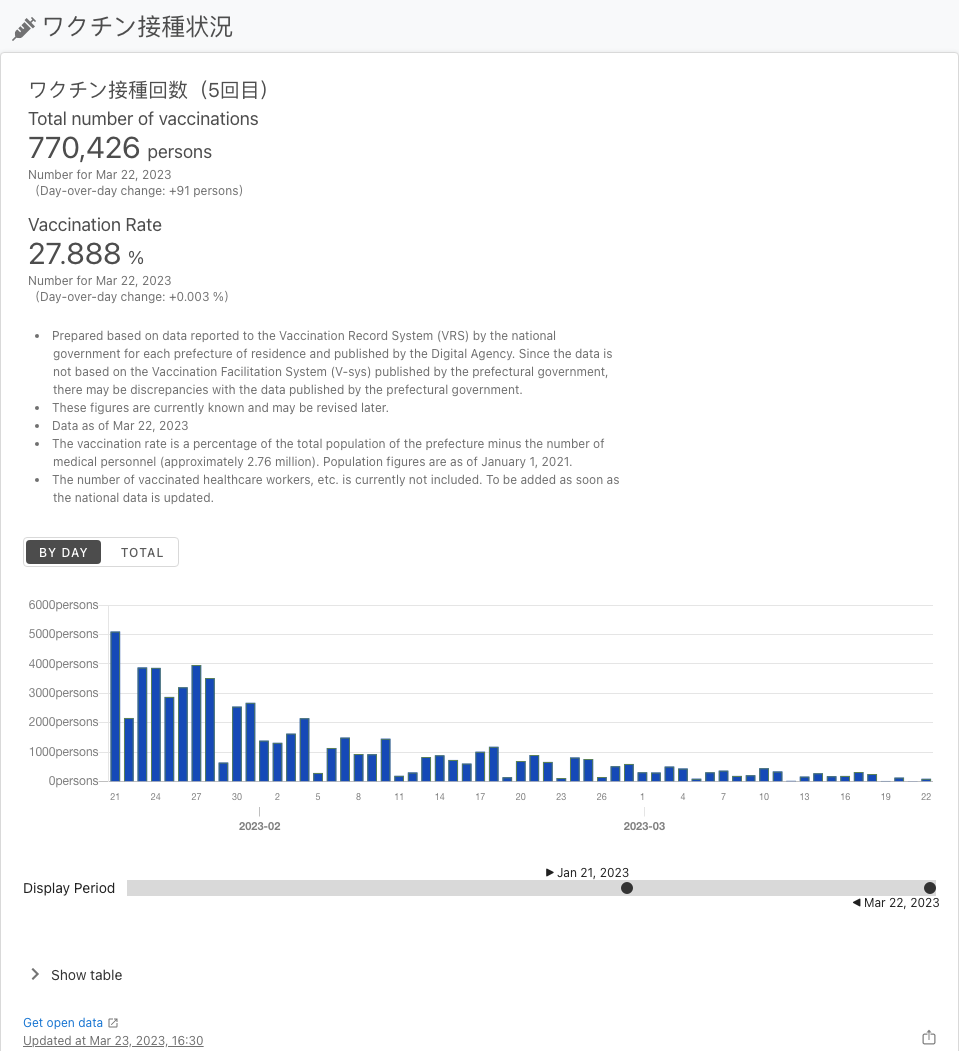 ワクチン接種状況
ワクチン接種回数（5回目）
Total number of vaccinations
770,426 persons
Number for Mar 22, 2023
（Day-over-day change: +91 persons）
Vaccination Rate
27.888 %
Number for Mar 22, 2023
（Day-over-day change: +0.003 %）
• Prepared based on data reported to the Vaccination Record System (VRS) by the national
government for each prefecture of residence and published by the Digital Agency. Since the data is
not based on the Vaccination Facilitation System (V-sys) published by the prefectural government,
there may be discrepancies with the data published by the prefectural government.
• These figures are currently known and may be revised later.
• Data as of Mar 22, 2023
• The vaccination rate is a percentage of the total population of the prefecture minus the number of
medical personnel (approximately 2.76 million). Population figures are as of January 1, 2021.
• The number of vaccinated healthcare workers, etc. is currently not included. To be added as soon as
the national data is updated.
BY DAY TOTAL
6000persons
5000persons
4000persons
3000persons
2000persons
1000persons
0persons
21 24 27 30 2 5 8 11 14 17 20 23 26 1 4 7 10 13 16 19 22
2023-02 2023-03
▶ Jan 21, 2023
Display Period
◀ Mar 22, 2023
Show table
Get open data
Updated at Mar 23, 2023, 16:30